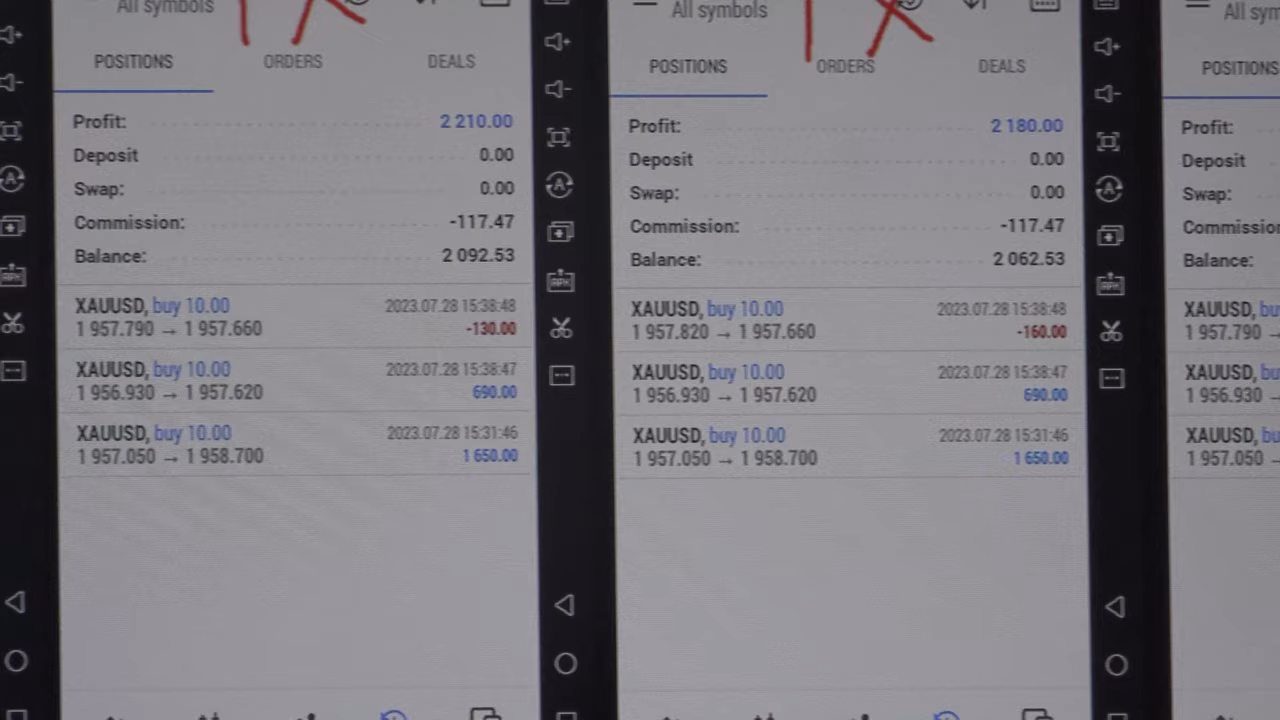 All symbols
POSITIONS ORDERS DEALS
Profit: 2 210.00
Deposit 0.00
Swap: 0.00
Commission: -117.47
Balance: 2 092.53
XAUUSD, buy 10.00 2023.07.28 15:38:48
1 957.790 → 1 957.660 -130.00
XAUUSD, buy 10.00 2023.07.28 15:38:47
1 956.930 → 1 957.620 690.00
XAUUSD, buy 10.00 2023.07.28 15:31:46
1 957.050 → 1 958.700 1 650.00
All symbols
POSITIONS ORDERS DEALS
Profit: 2 180.00
Deposit 0.00
Swap: 0.00
Commission: -117.47
Balance: 2 062.53
XAUUSD, buy 10.00 2023.07.28 15:38:48
1 957.820 → 1 957.660 -160.00
XAUUSD, buy 10.00 2023.07.28 15:38:47
1 956.930 → 1 957.620 690.00
XAUUSD, buy 10.00 2023.07.28 15:31:46
1 957.050 → 1 958.700 1 650.00
All sym
POSITIONS
Profit:
Deposit
Swap:
Commissio
Balance:
XAUUSD, bu
1 957.790 →
XAUUSD, bu
1 956.930 →
XAUUSD, bu
1 957.050 →